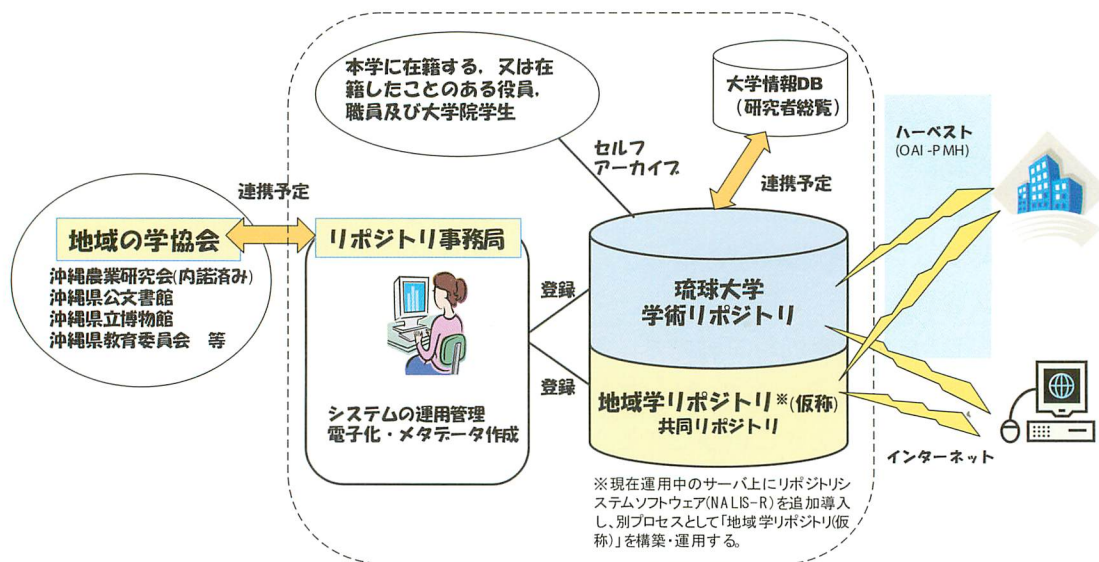 本学に在籍する，又は在
籍したことのある役員，
職員及び大学院学生
大学情報DB
（研究者総覧）
ハーベスト
(OAI-PMH)
セルフ
アーカイブ
連携予定
連携予定
地域の学協会
沖縄農業研究会(内諾済み)
沖縄県公文書館
沖縄県立博物館
沖縄県教育委員会　等
リポジトリ事務局
システムの運用管理
電子化・メタデータ作成
登録
登録
琉球大学
学術リポジトリ
地域学リポジトリ※(仮称)
共同リポジトリ
インターネット
※現在運用中のサーバ上にリポジトリシ
ステムソフトウェア(NALIS-R)を追加導入
し、別プロセスとして「地域学リポジトリ(仮
称)」を構築・運用する。